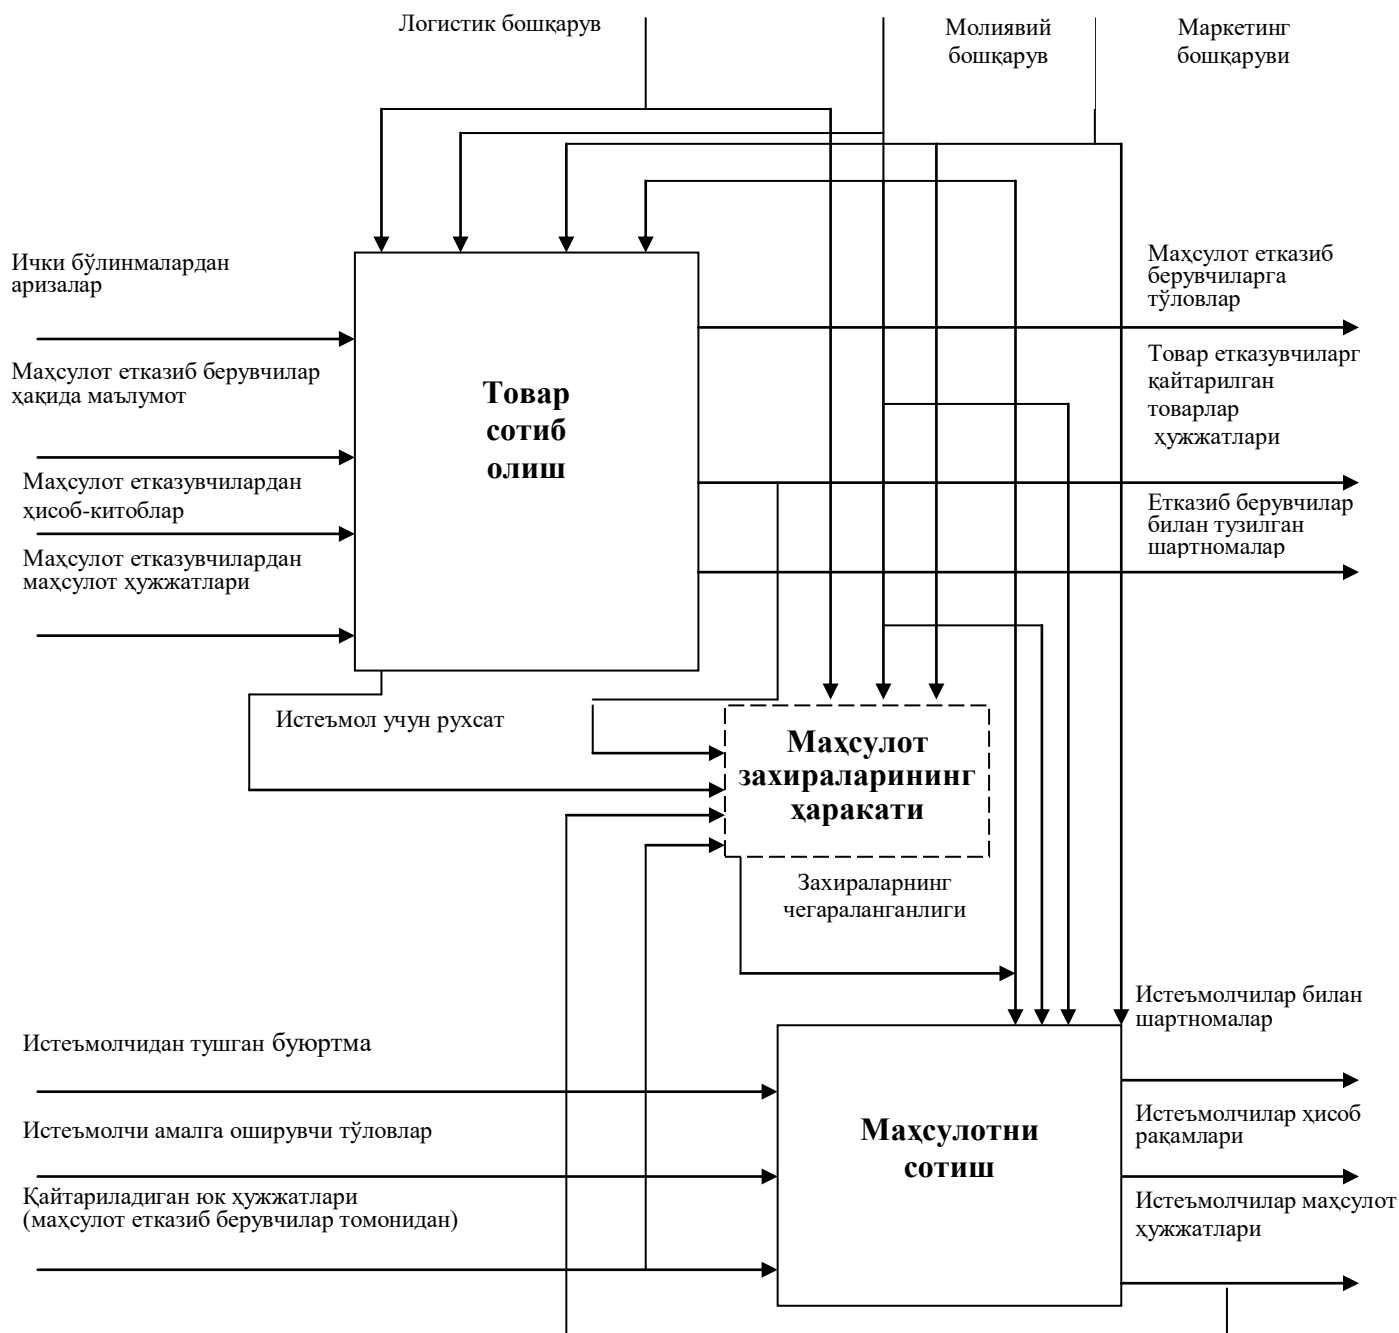 Логистик бошқарув
Молиявий
бошқарув
Маркетинг
бошқаруви
Ички бўлинмалардан
аризалар
Маҳсулот етказиб берувчилар
ҳақида маълумот
Маҳсулот етказувчилардан
ҳисоб-китоблар
Маҳсулот етказувчилардан
маҳсулот ҳужжатлари
Товар
сотиб
олиш
Маҳсулот етказиб
берувчиларга
тўловлар
Товар етказувчиларг
қайтарилган
товарлар
ҳужжатлари
Етказиб берувчилар
билан тузилган
шартномалар
Истеъмол учун рухсат
Маҳсулот
захираларининг
ҳаракати
Захираларнинг
чегараланганлиги
Истеъмолчидан тушган буюртма
Истеъмолчи амалга оширувчи тўловлар
Қайтариладиган юк ҳужжатлари
(маҳсулот етказиб берувчилар томонидан)
Маҳсулотни
сотиш
Истеъмолчилар билан
шартномалар
Истеъмолчилар ҳисоб
рақамлари
Истеъмолчилар маҳсулот
ҳужжатлари